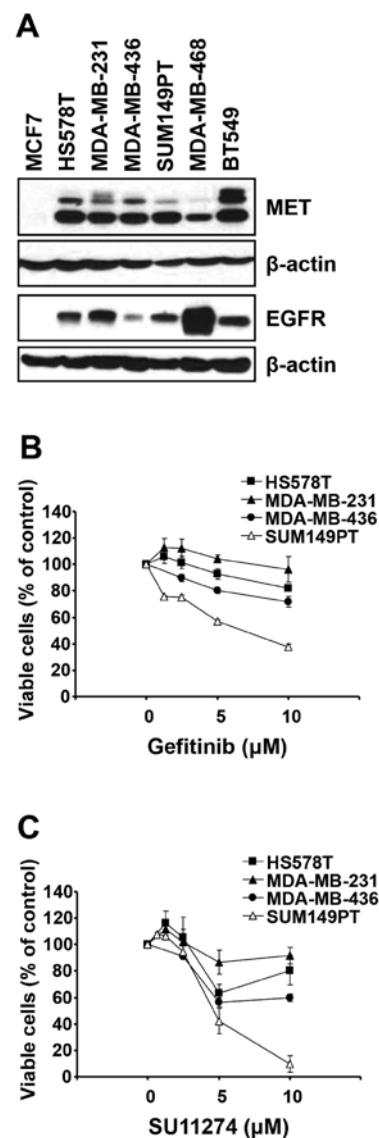 A
MCF7
HS578T
MDA-MB-231
MDA-MB-436
SUM149PT
MDA-MB-468
BT549
MET
β-actin
EGFR
β-actin
B
HS578T
MDA-MB-231
MDA-MB-436
SUM149PT
Viable cells (% of control)
140
120
100
80
60
40
20
0
0 5 10
Gefitinib (μM)
C
HS578T
MDA-MB-231
MDA-MB-436
SUM149PT
Viable cells (% of control)
140
120
100
80
60
40
20
0
0 5 10
SU11274 (μM)